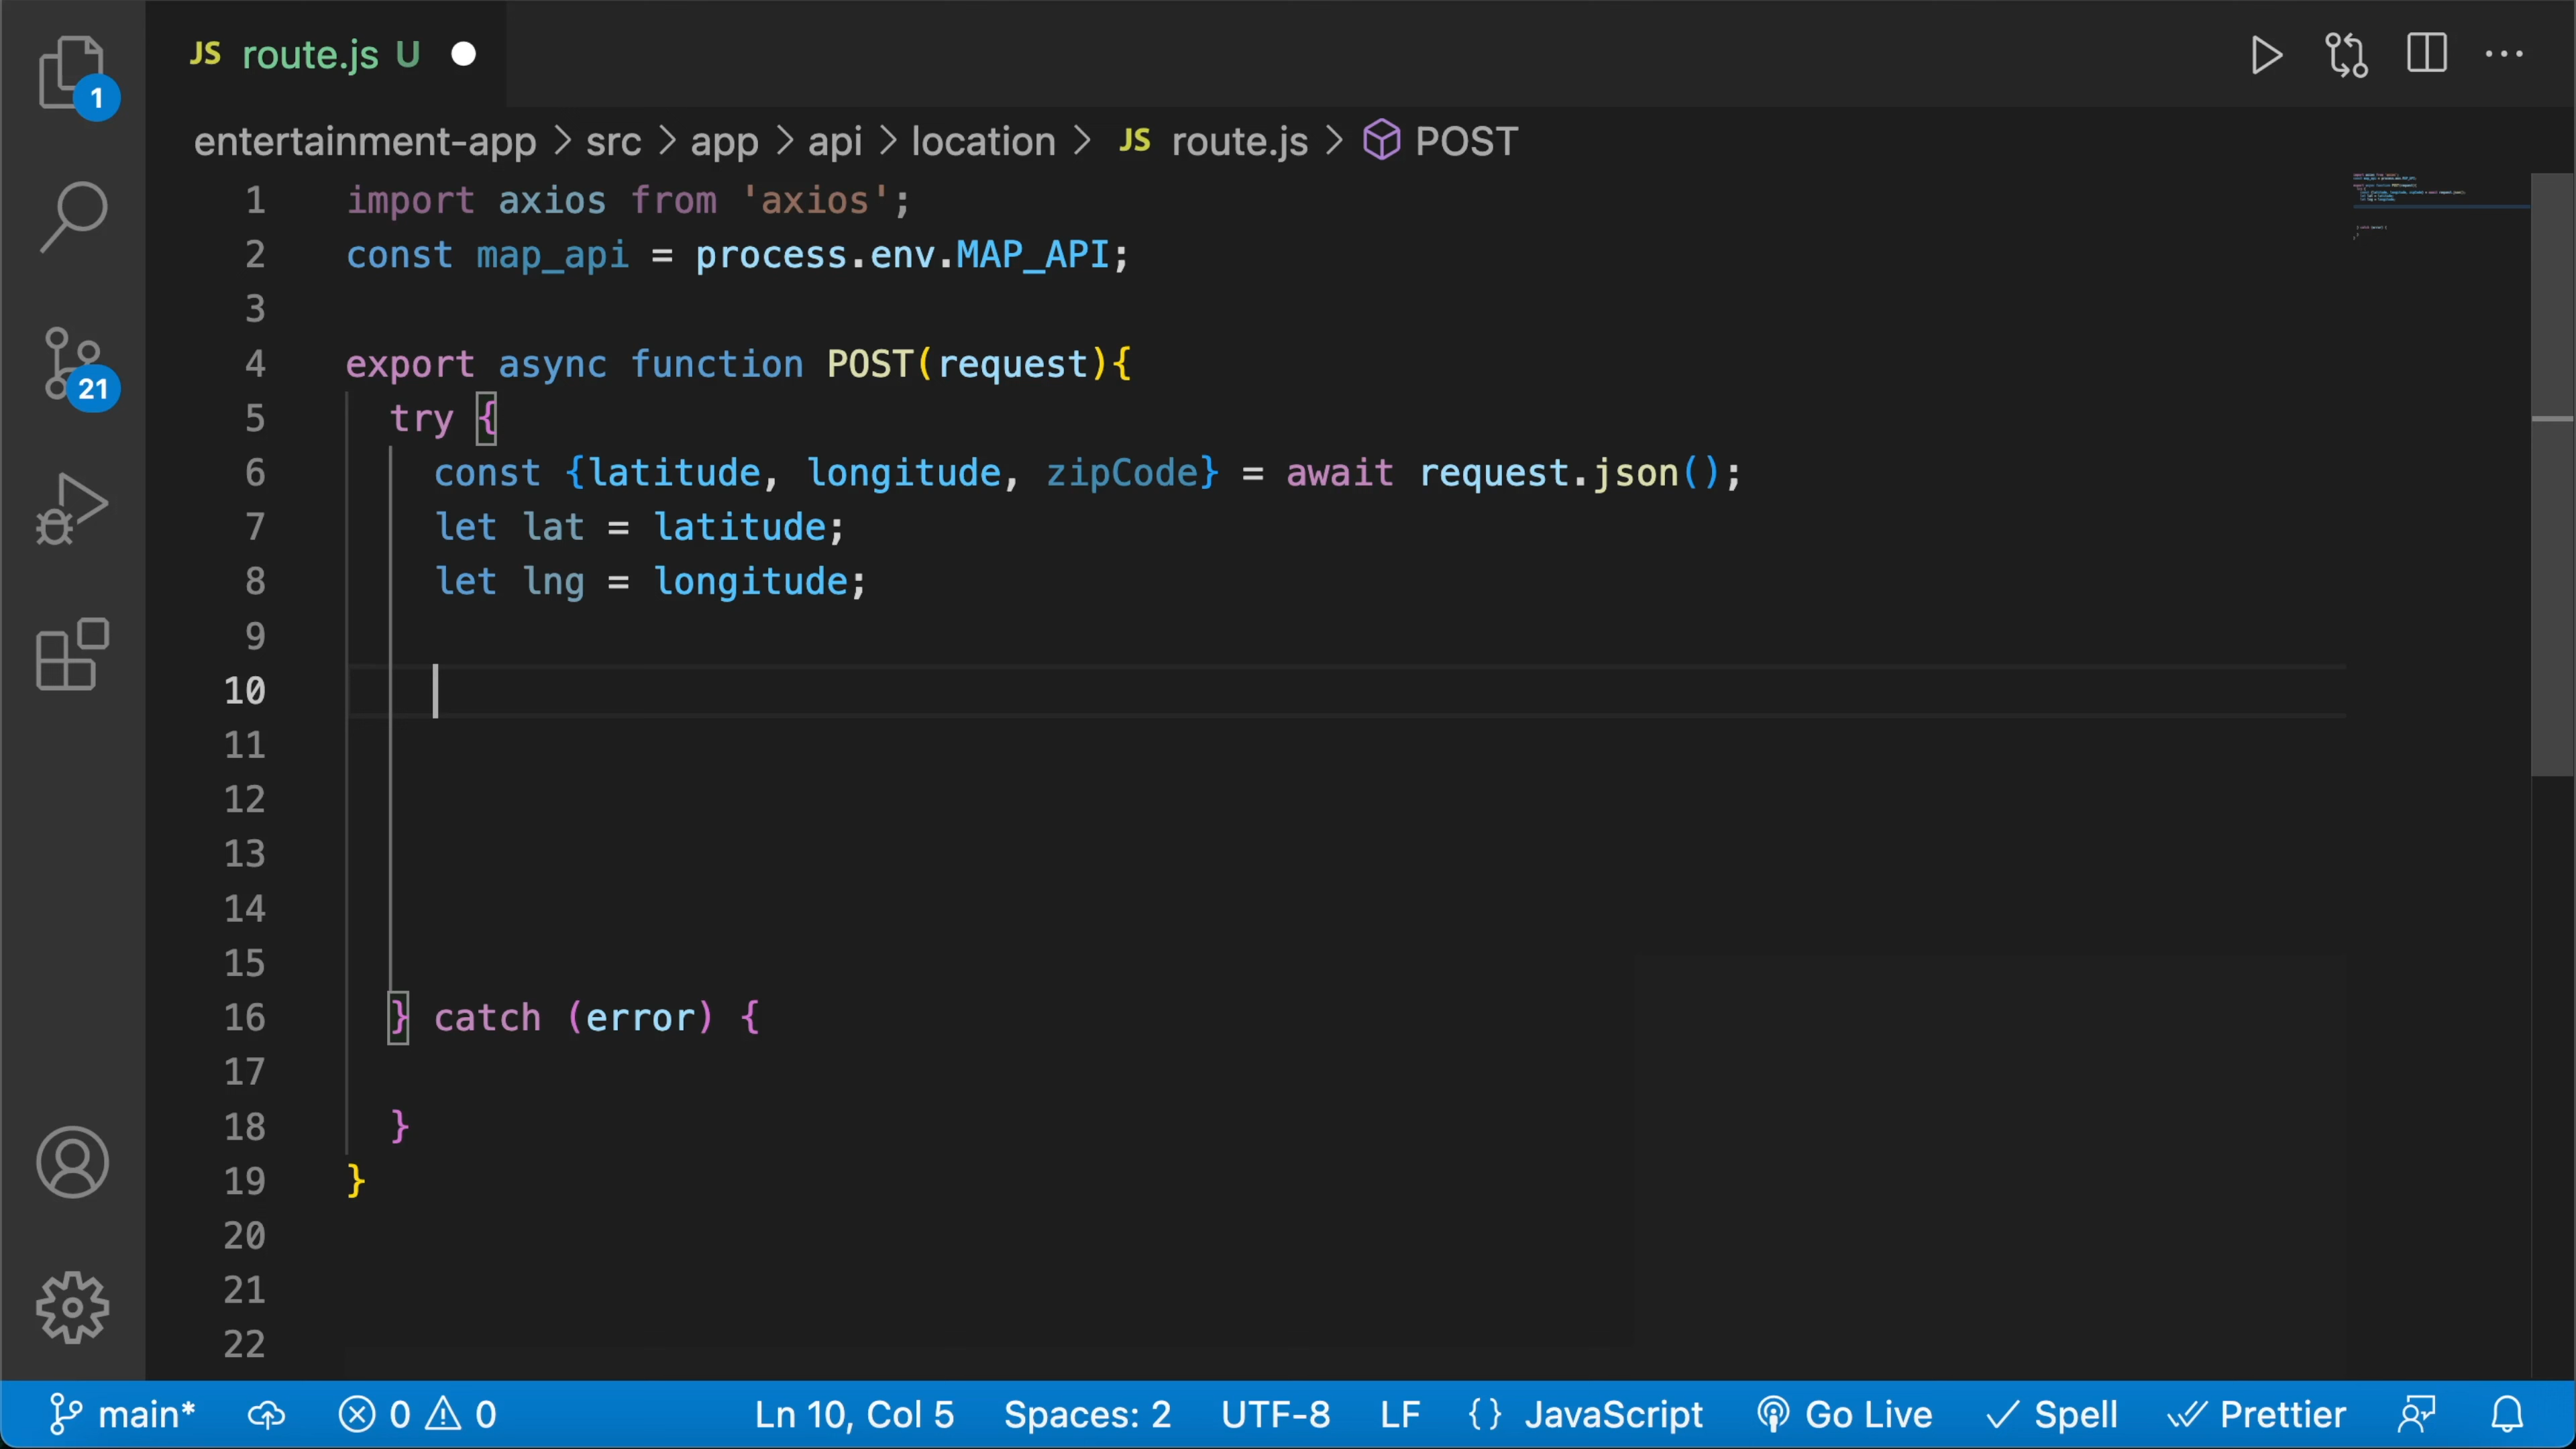 JS route.js U
1
entertainment-app > src > app > api > location > JS route.js > POST
1 import axios from 'axios';
2 const map_api = process.env.MAP_API;
3
4 export async function POST(request){
5 try {
6 const {latitude, longitude, zipCode} = await request.json();
7 let lat = latitude;
8 let lng = longitude;
9
10
11
12
13
14
15
16 } catch (error) {
17
18 }
19 }
20
21
22
21
main* 0 0 Ln 10, Col 5 Spaces: 2 UTF-8 LF {} JavaScript Go Live Spell Prettier